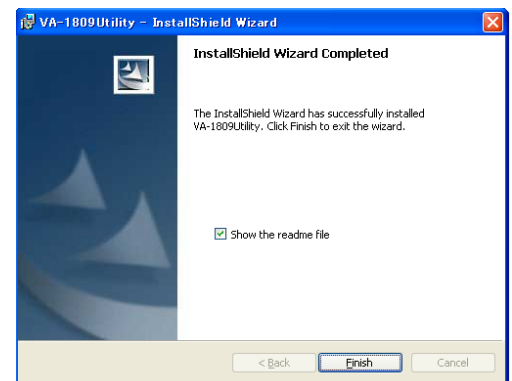 VA-1809Utility - InstallShield Wizard
InstallShield Wizard Completed
The InstallShield Wizard has successfully installed
VA-1809Utility. Click Finish to exit the wizard.
Show the readme file
< Back Finish Cancel